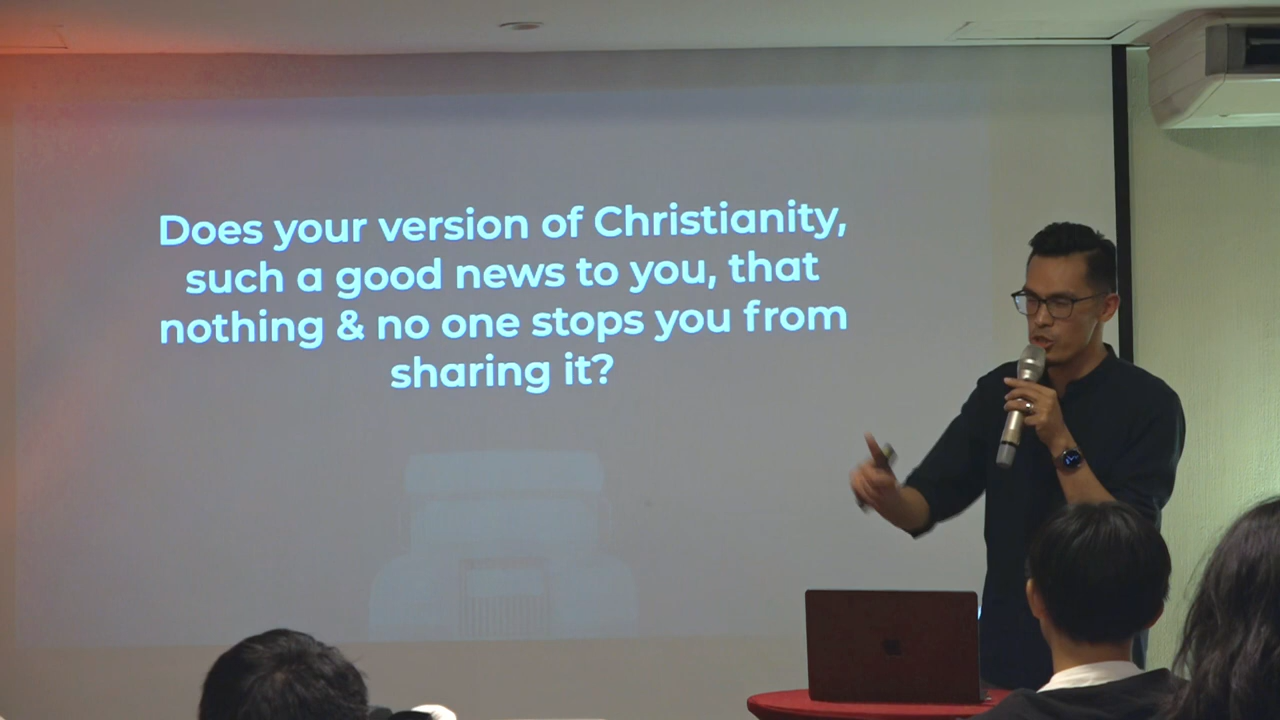 Does your version of Christianity,
such a good news to you, that
nothing & no one stops you from
sharing it?